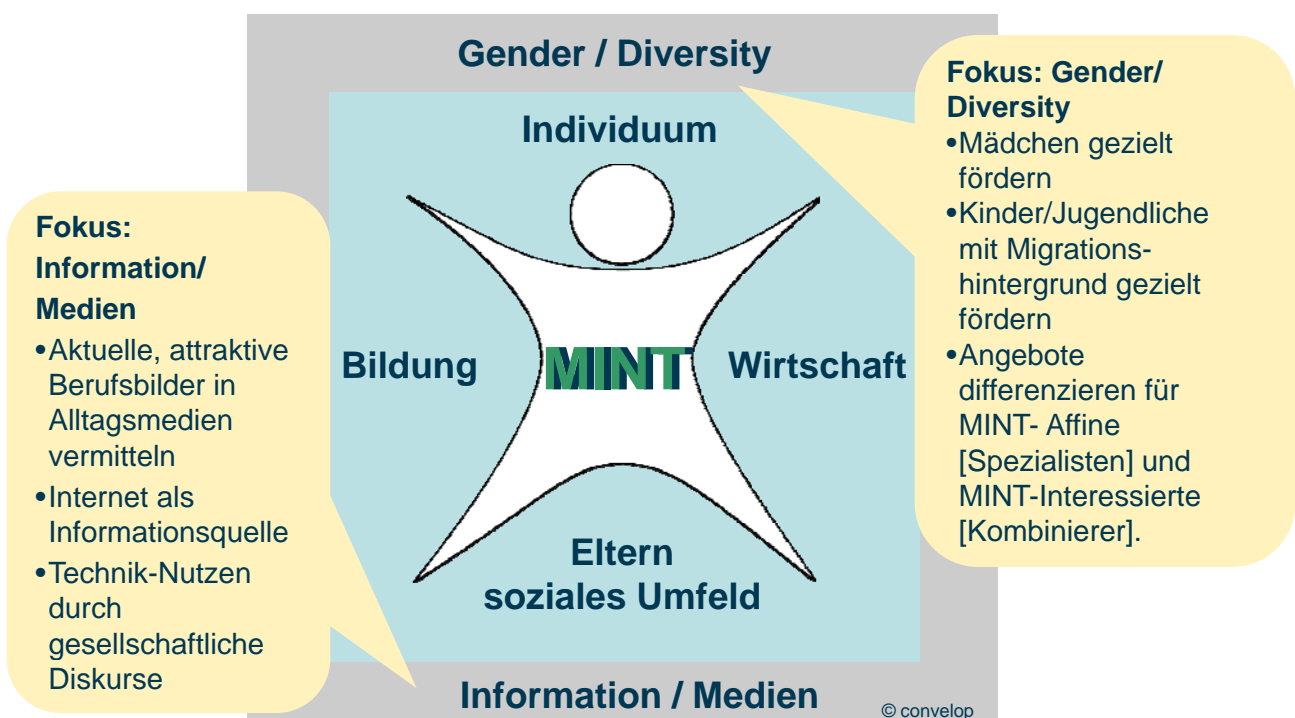 Gender / Diversity
Individuum
Bildung
MINT
Wirtschaft
Eltern
soziales Umfeld
Information / Medien
© convelop
Fokus:
Information/
Medien
•Aktuelle, attraktive
Berufsbilder in
Alltagsmedien
vermitteln
•Internet als
Informationsquelle
•Technik-Nutzen
durch
gesellschaftliche
Diskurse
Fokus: Gender/
Diversity
•Mädchen gezielt
fördern
•Kinder/Jugendliche
mit Migrations-
hintergrund gezielt
fördern
•Angebote
differenzieren für
MINT- Affine
[Spezialisten] und
MINT-Interessierte
[Kombinierer].